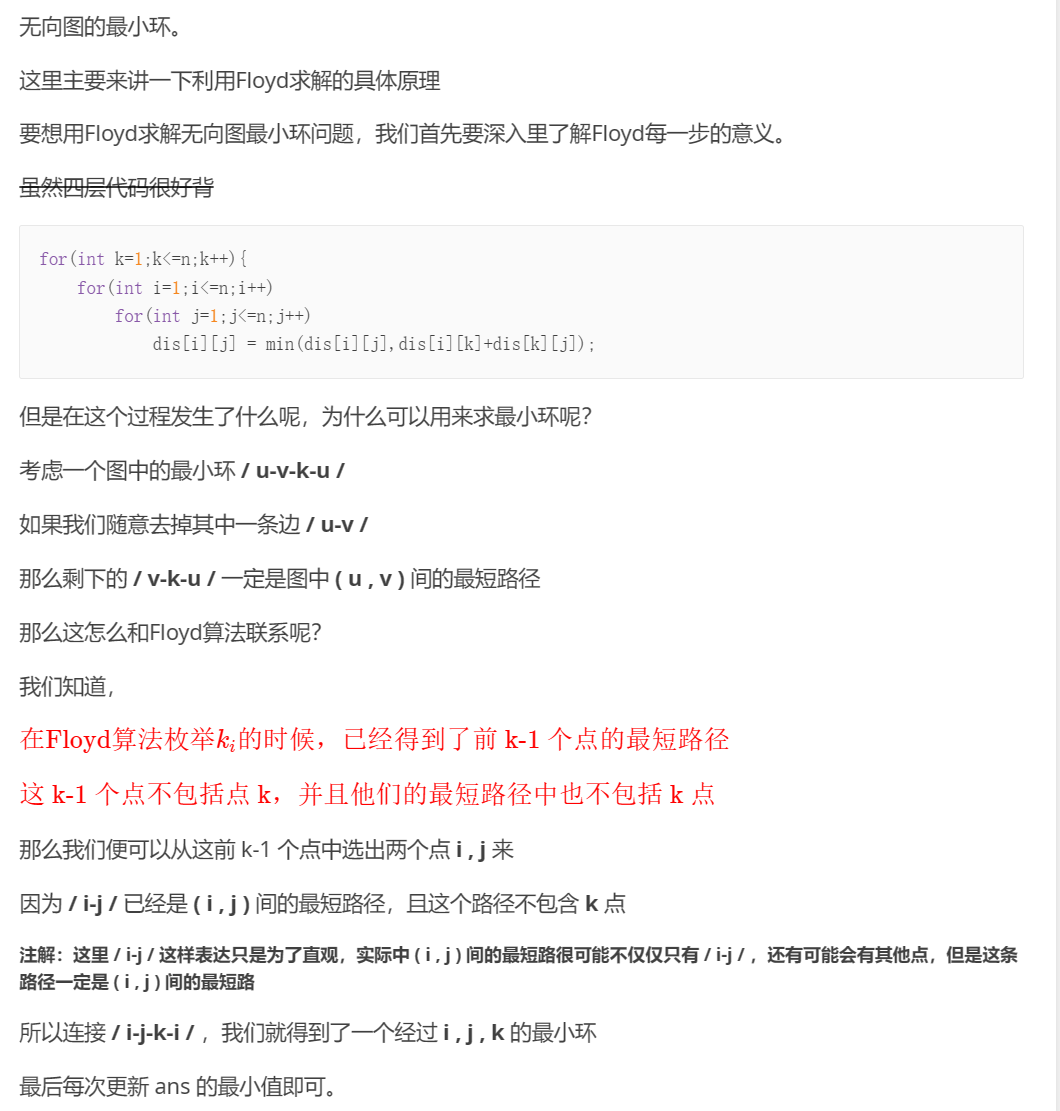 无向图的最小环。
这里主要来讲一下利用Floyd求解的具体原理
要想用Floyd求解无向图最小环问题，我们首先要深入里了解Floyd每一步的意义。
虽然四层代码很好背
for(int k=1;k<=n;k++){
    for(int i=1;i<=n;i++)
        for(int j=1;j<=n;j++)
            dis[i][j] = min(dis[i][j],dis[i][k]+dis[k][j]);
但是在这个过程发生了什么呢，为什么可以用来求最小环呢？
考虑一个图中的最小环 / u-v-k-u /
如果我们随意去掉其中一条边 / u-v /
那么剩下的 / v-k-u / 一定是图中 ( u , v ) 间的最短路径
那么这怎么和Floyd算法联系呢？
我们知道，
在Floyd算法枚举k_i的时候，已经得到了前 k-1 个点的最短路径
这 k-1 个点不包括点 k，并且他们的最短路径中也不包括 k 点
那么我们便可以从这前 k-1 个点中选出两个点 i , j 来
因为 / i-j / 已经是 ( i , j ) 间的最短路径，且这个路径不包含 k 点
注解：这里 / i-j / 这样表达只是为了直观，实际中 ( i , j ) 间的最短路很可能不仅仅只有 / i-j / ，还有可能会有其他点，但是这条
路径一定是 ( i , j ) 间的最短路
所以连接 / i-j-k-i / ，我们就得到了一个经过 i , j , k 的最小环
最后每次更新 ans 的最小值即可。